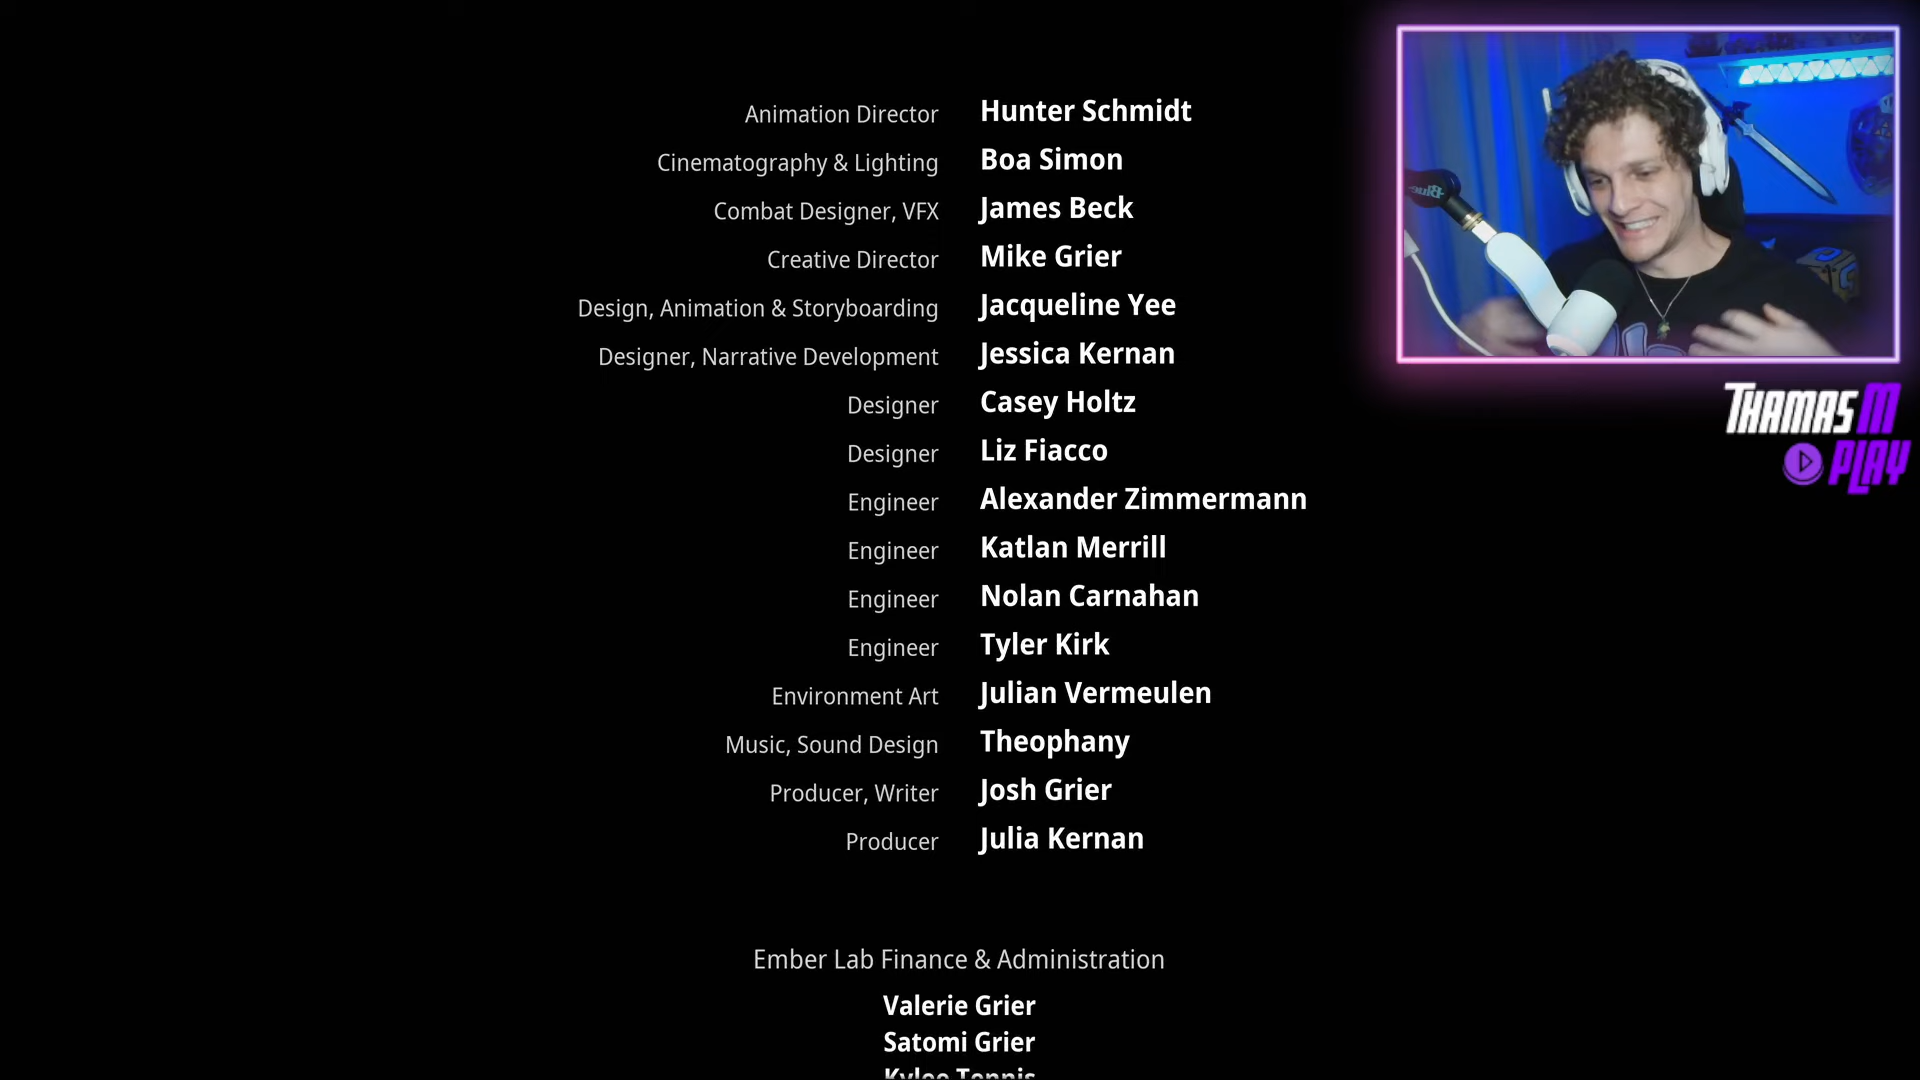 Animation Director Hunter Schmidt
Cinematography & Lighting Boa Simon
Combat Designer, VFX James Beck
Creative Director Mike Grier
Design, Animation & Storyboarding Jacqueline Yee
Designer, Narrative Development Jessica Kernan
Designer Casey Holtz
Designer Liz Fiacco
Engineer Alexander Zimmermann
Engineer Katlan Merrill
Engineer Nolan Carnahan
Engineer Tyler Kirk
Environment Art Julian Vermeulen
Music, Sound Design Theophany
Producer, Writer Josh Grier
Producer Julia Kernan
Ember Lab Finance & Administration
Valerie Grier
Satomi Grier
THAMAS M
PLAY